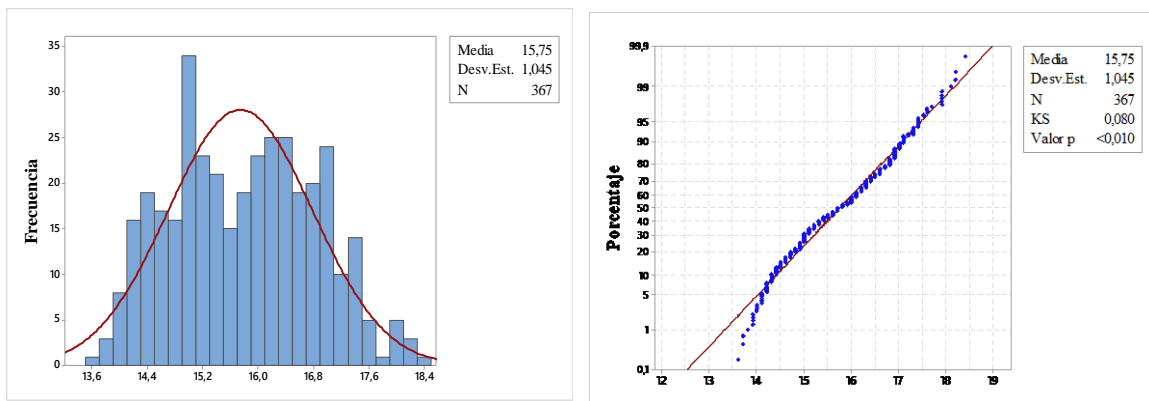 35
30
25
20
15
10
5
0
Frecuencia
13,6 14,4 15,2 16,0 16,8 17,6 18,4
Media 15,75
Desv.Est. 1,045
N 367
99,9
99
95
90
80
70
60
50
40
30
20
10
5
1
0,1
Porcentaje
12 13 14 15 16 17 18 19
Media 15,75
Desv.Est. 1,045
N 367
KS 0,080
Valor p <0,010